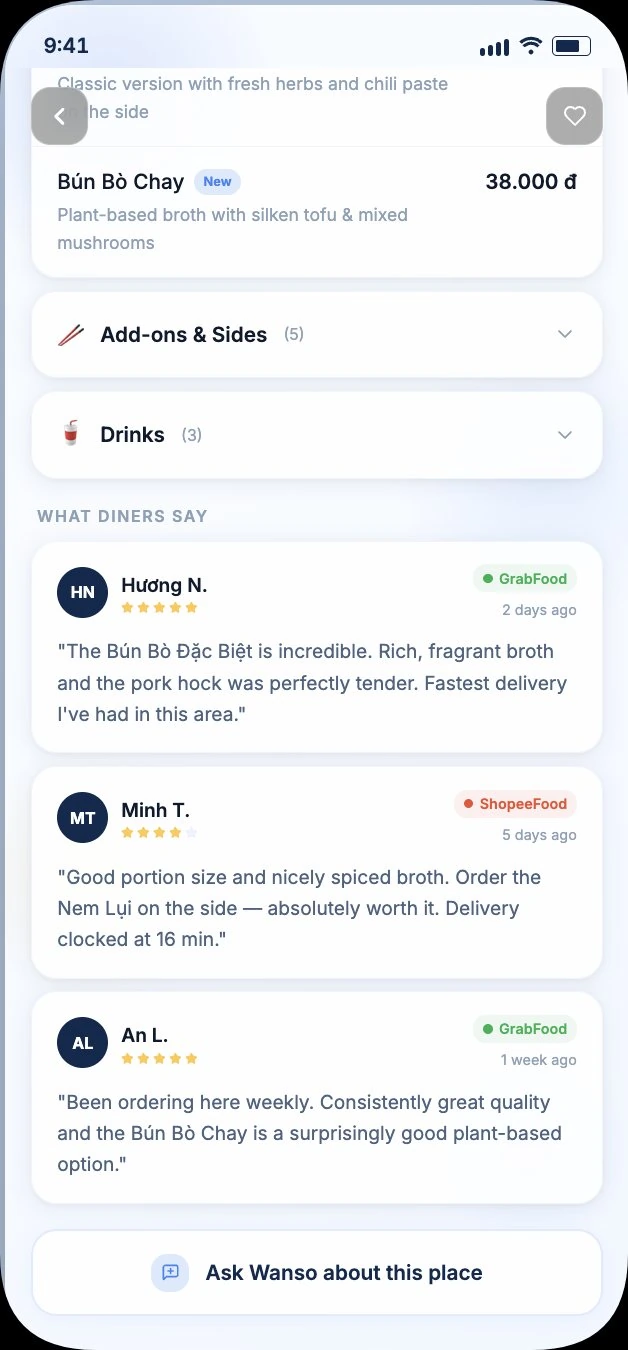 9:41
Classic version with fresh herbs and chili paste
the side
Bún Bò Chay New 38.000 đ
Plant-based broth with silken tofu & mixed
mushrooms
Add-ons & Sides (5)
Drinks (3)
WHAT DINERS SAY
HN Hương N. GrabFood
2 days ago
"The Bún Bò Đặc Biệt is incredible. Rich, fragrant broth
and the pork hock was perfectly tender. Fastest delivery
I've had in this area."
MT Minh T. ShopeeFood
5 days ago
"Good portion size and nicely spiced broth. Order the
Nem Lụi on the side — absolutely worth it. Delivery
clocked at 16 min."
AL An L. GrabFood
1 week ago
"Been ordering here weekly. Consistently great quality
and the Bún Bò Chay is a surprisingly good plant-based
option."
Ask Wanso about this place